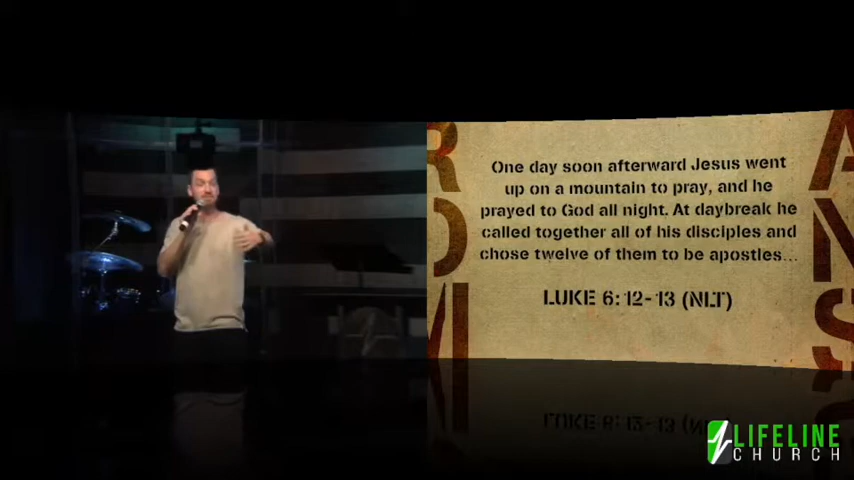 One day soon afterward Jesus went
up on a mountain to pray, and he
prayed to God all night. At daybreak he
called together all of his disciples and
chose twelve of them to be apostles...
LUKE 6:12-13 (NLT)
LIFELINE
CHURCH